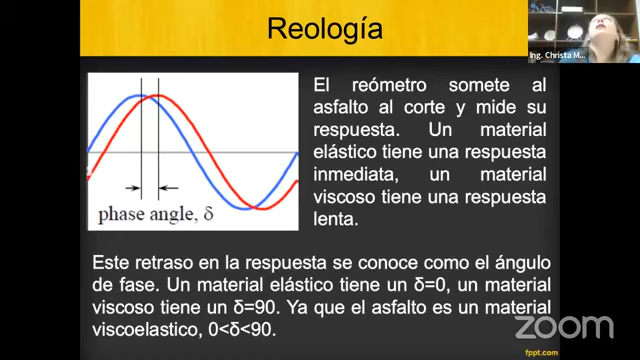 Reología
Ing. Christa M...
El reómetro somete al
asfalto al corte y mide su
respuesta. Un material
elástico tiene una respuesta
inmediata, un material
viscoso tiene una respuesta
lenta.
phase angle, δ
Este retraso en la respuesta se conoce como el ángulo
de fase. Un material elástico tiene un δ=0, un material
viscoso tiene un δ=90. Ya que el asfalto es un material
viscoelastico, 0<δ<90.
zoom
fppt.com